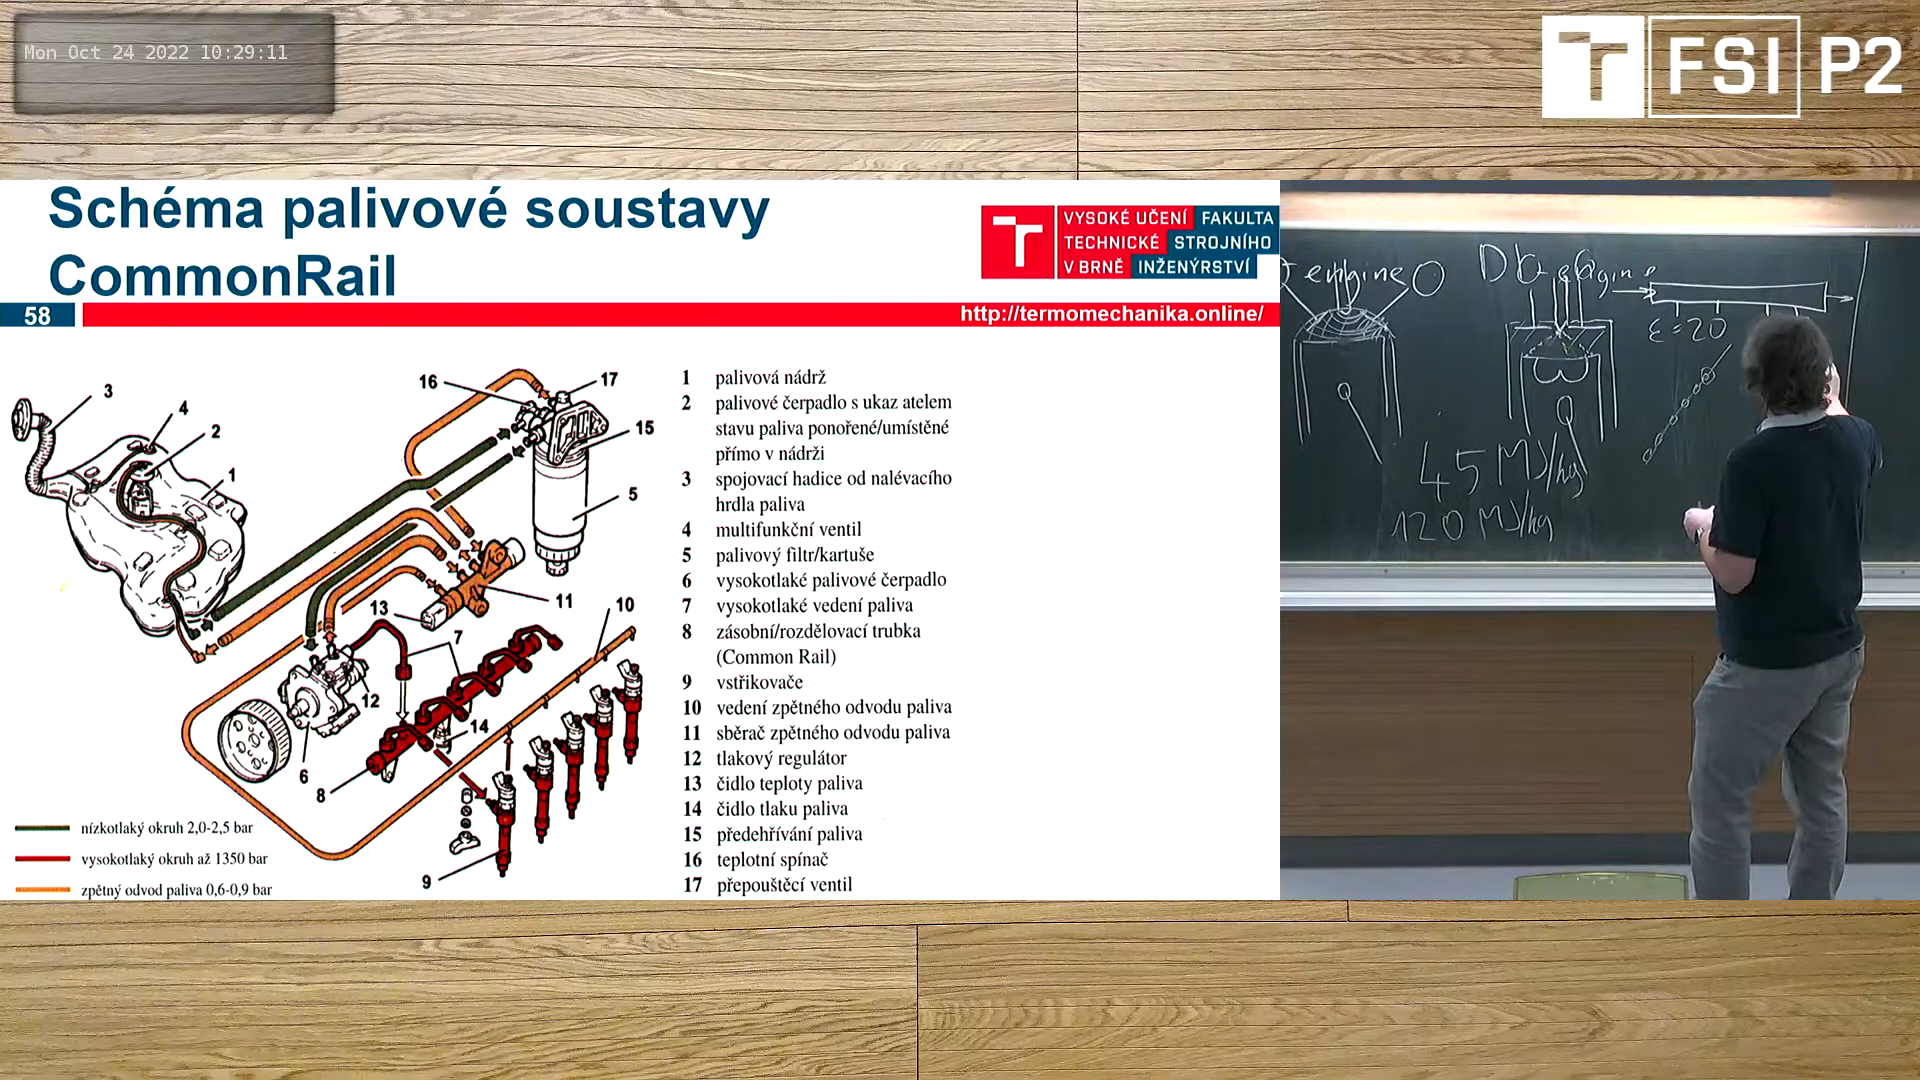 Mon Oct 24 2022 10:29:11
FSI P2
Schéma palivové soustavy
CommonRail
VYSOKÉ UČENÍ FAKULTA
TECHNICKÉ STROJNÍHO
V BRNĚ INŽENÝRSTVÍ
58
http://termomechanika.online/
3
4
2
1
16
17
15
5
11
13
10
7
12
14
6
8
9
nízkotlaký okruh 2,0-2,5 bar
vysokotlaký okruh až 1350 bar
zpětný odvod paliva 0,6-0,9 bar
1 palivová nádrž
2 palivové čerpadlo s ukaz atelem
stavu paliva ponořené/umístěné
přímo v nádrži
3 spojovací hadice od nalévacího
hrdla paliva
4 multifunkční ventil
5 palivový filtr/kartuše
6 vysokotlaké palivové čerpadlo
7 vysokotlaké vedení paliva
8 zásobní/rozdělovací trubka
(Common Rail)
9 vstřikovače
10 vedení zpětného odvodu paliva
11 sběrač zpětného odvodu paliva
12 tlakový regulátor
13 čidlo teploty paliva
14 čidlo tlaku paliva
15 předehřívání paliva
16 teplotní spínač
17 přepouštěcí ventil
engine
ε=20
45 MJ/kg
120 MJ/kg